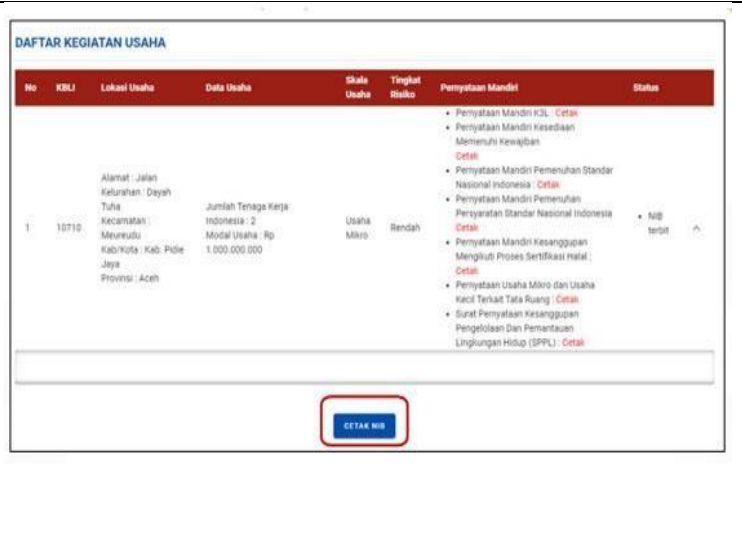 DAFTAR KEGIATAN USAHA
No KBLI Lokasi Usaha Data Usaha Skala Usaha Tingkat Risiko Pernyataan Mandiri Status
1
10710
Alamat : Jalan
Kelurahan : Dayah
Tuha
Kecamatan :
Meureudu
Kab/Kota : Kab. Pidie
Jaya
Provinsi : Aceh
Jumlah Tenaga Kerja
Indonesia : 2
Modal Usaha : Rp
1.000.000.000
Usaha
Mikro
Rendah
• Pernyataan Mandiri K3L : Cetak
• Pernyataan Mandiri Kesediaan
Memenuhi Kewajiban
Cetak
• Pernyataan Mandiri Pemenuhan Standar
Nasional Indonesia : Cetak
• Pernyataan Mandiri Pemenuhan
Persyaratan Standar Nasional Indonesia
Cetak
• Pernyataan Mandiri Kesanggupan
Mengikuti Proses Sertifikasi Halal :
Cetak
• Pernyataan Usaha Mikro dan Usaha
Kecil Terkait Tata Ruang : Cetak
• Surat Pernyataan Kesanggupan
Pengelolaan Dan Pemantauan
Lingkungan Hidup (SPPL) : Cetak
• NIB
terbit
CETAK NIB